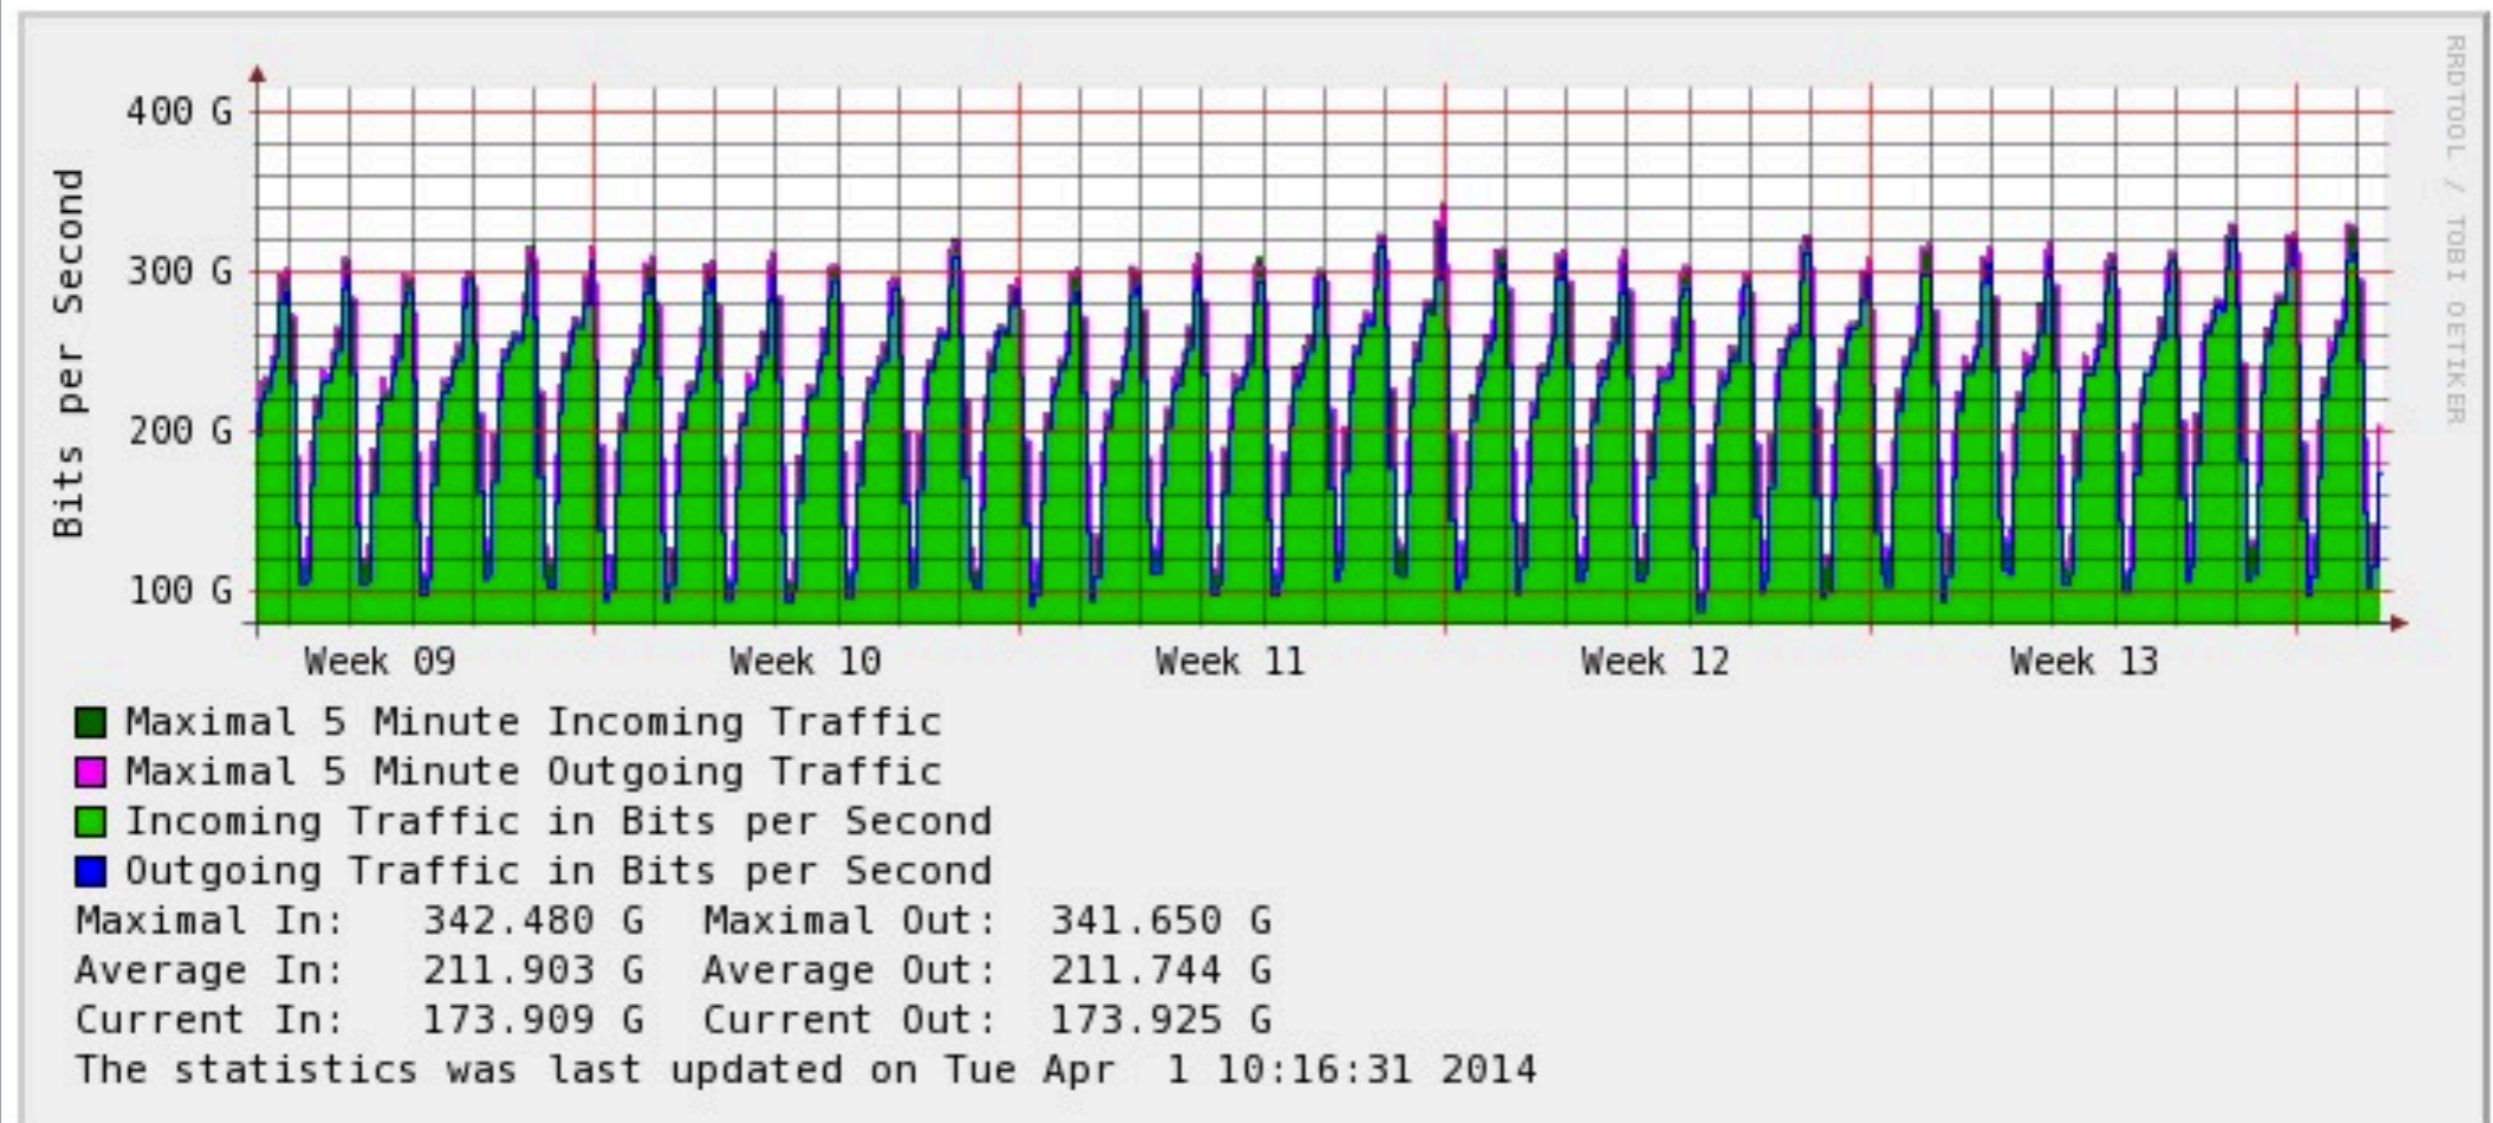 RRDTOOL / TOBI OETIKER
Bits per Second
400 G
300 G
200 G
100 G
Week 09 Week 10 Week 11 Week 12 Week 13
Maximal 5 Minute Incoming Traffic
Maximal 5 Minute Outgoing Traffic
Incoming Traffic in Bits per Second
Outgoing Traffic in Bits per Second
Maximal In: 342.480 G Maximal Out: 341.650 G
Average In: 211.903 G Average Out: 211.744 G
Current In: 173.909 G Current Out: 173.925 G
The statistics was last updated on Tue Apr 1 10:16:31 2014